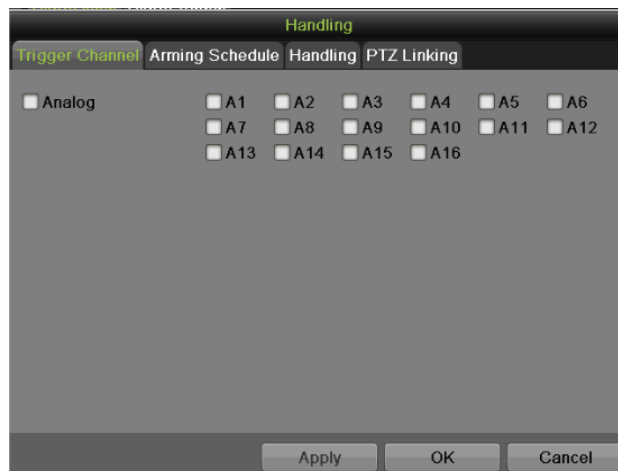 Handling
Trigger Channel Arming Schedule Handling PTZ Linking
Analog A1 A2 A3 A4 A5 A6
A7 A8 A9 A10 A11 A12
A13 A14 A15 A16
Apply OK Cancel